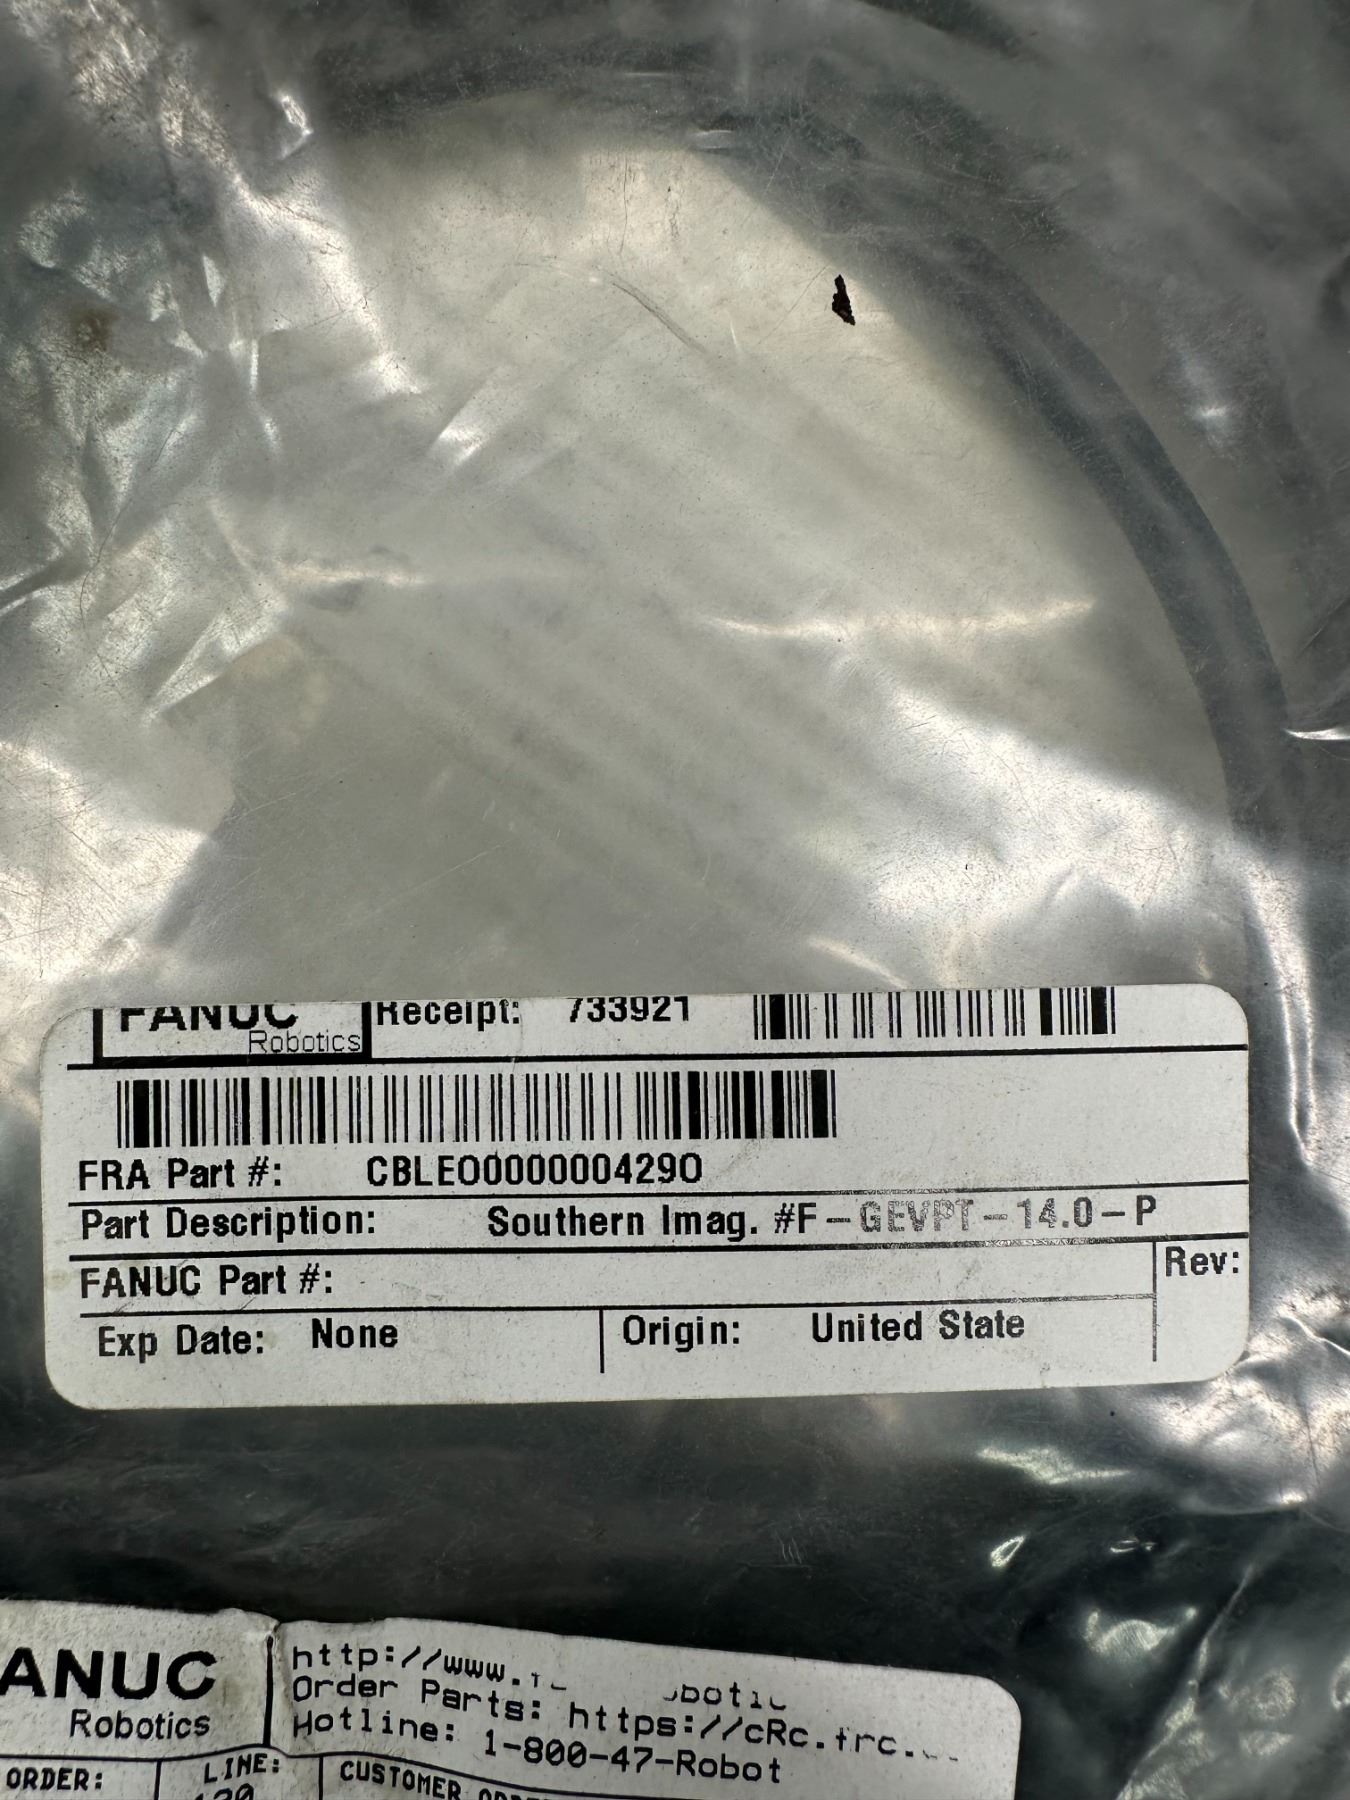 FANUC
Robotics
Receipt: 733921
FRA Part #: CBLE000000004290
Part Description: Southern Imag. #F-GEVPT-14.0-P
FANUC Part #:
Rev:
Exp Date: None
Origin: United State
ANUC
Robotics
http://www.
Order Parts: https://cRc.frc.
Hotline: 1-800-47-Robot
ORDER:
LINE:
CUSTOMER